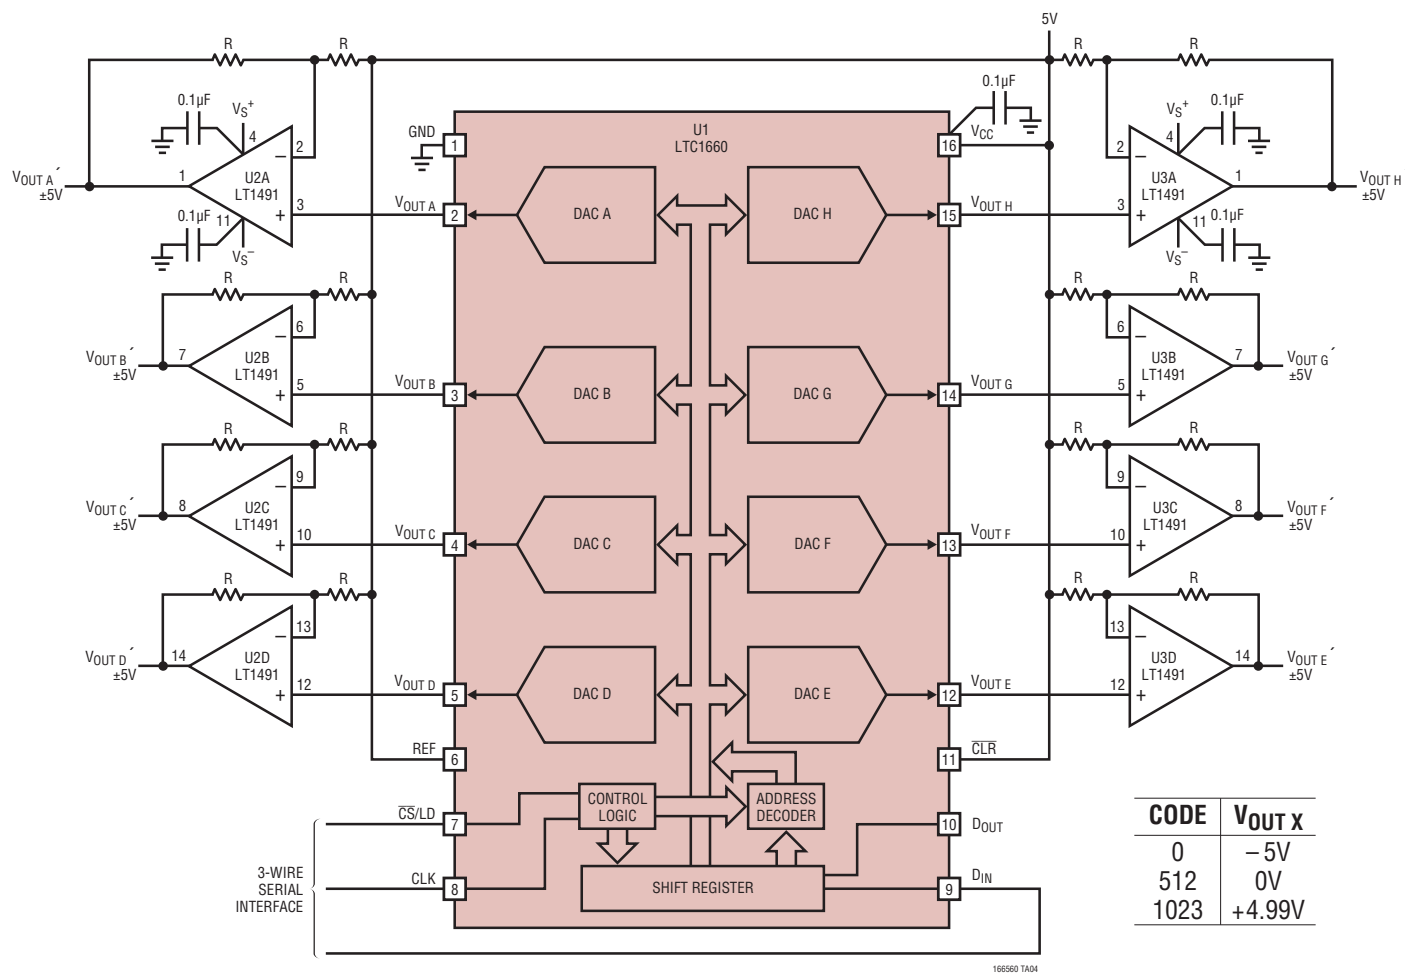 5V
R R R R
0.1µF
VS+
4
2
−
U2A
LT1491
1
VOUT A´
±5V
3
+
0.1µF
11
VS−
GND
1
U1
LTC1660
0.1µF
VCC
16
VS+
4
0.1µF
2
−
U3A
LT1491
1
VOUT H´
±5V
3
+
11
0.1µF
VS−
VOUT A
2
DAC A
DAC H
15
VOUT H
R R
6
−
U2B
LT1491
7
VOUT B´
±5V
5
+
VOUT B
3
DAC B
DAC G
14
VOUT G
R R
6
−
U3B
LT1491
7
VOUT G´
±5V
5
+
R R
9
−
U2C
LT1491
8
VOUT C´
±5V
10
+
VOUT C
4
DAC C
DAC F
13
VOUT F
R R
9
−
U3C
LT1491
8
VOUT F´
±5V
10
+
R R
13
−
U2D
LT1491
14
VOUT D´
±5V
12
+
VOUT D
5
DAC D
DAC E
12
VOUT E
R R
13
−
U3D
LT1491
14
VOUT E´
±5V
12
+
REF
6
11
CLR
CONTROL
LOGIC
ADDRESS
DECODER
CS/LD
7
10
DOUT
3-WIRE
SERIAL
INTERFACE
CLK
8
SHIFT REGISTER
9
DIN
CODE VOUT X
0 –5V
512 0V
1023 +4.99V
166560 TA04